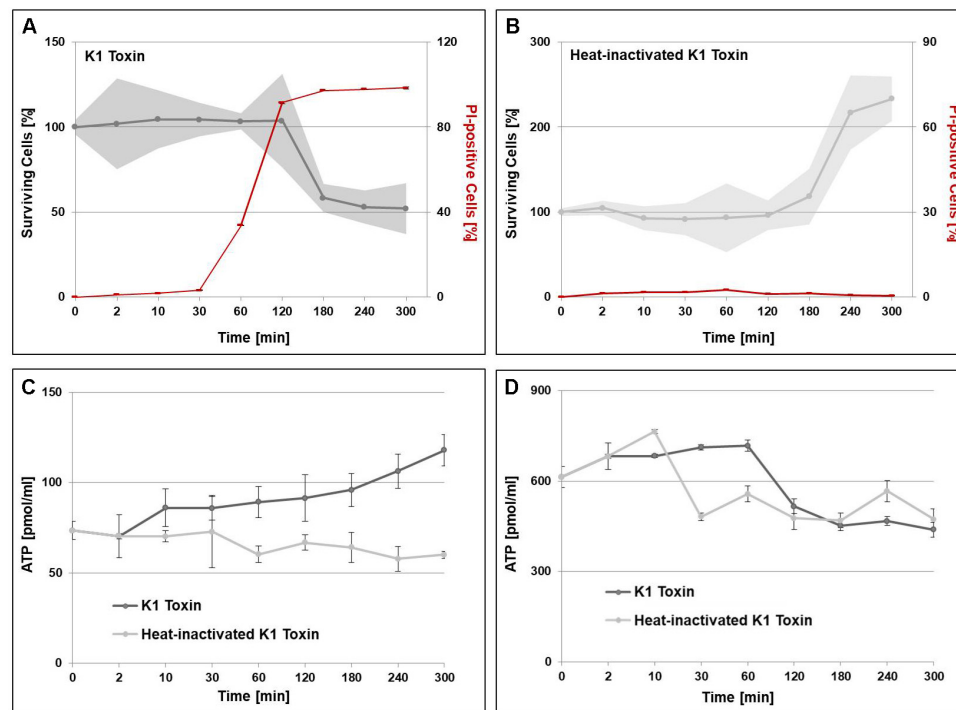 A
K1 Toxin
Surviving Cells [%]
150
100
50
0
120
80
40
0
PI-positive Cells [%]
0 2 10 30 60 120 180 240 300
Time [min]
B
Heat-inactivated K1 Toxin
Surviving Cells [%]
300
200
100
0
90
60
30
0
PI-positive Cells [%]
0 2 10 30 60 120 180 240 300
Time [min]
C
ATP [pmol/ml]
150
100
50
0
K1 Toxin
Heat-inactivated K1 Toxin
0 2 10 30 60 120 180 240 300
Time [min]
D
ATP [pmol/ml]
900
600
300
0
K1 Toxin
Heat-inactivated K1 Toxin
0 2 10 30 60 120 180 240 300
Time [min]